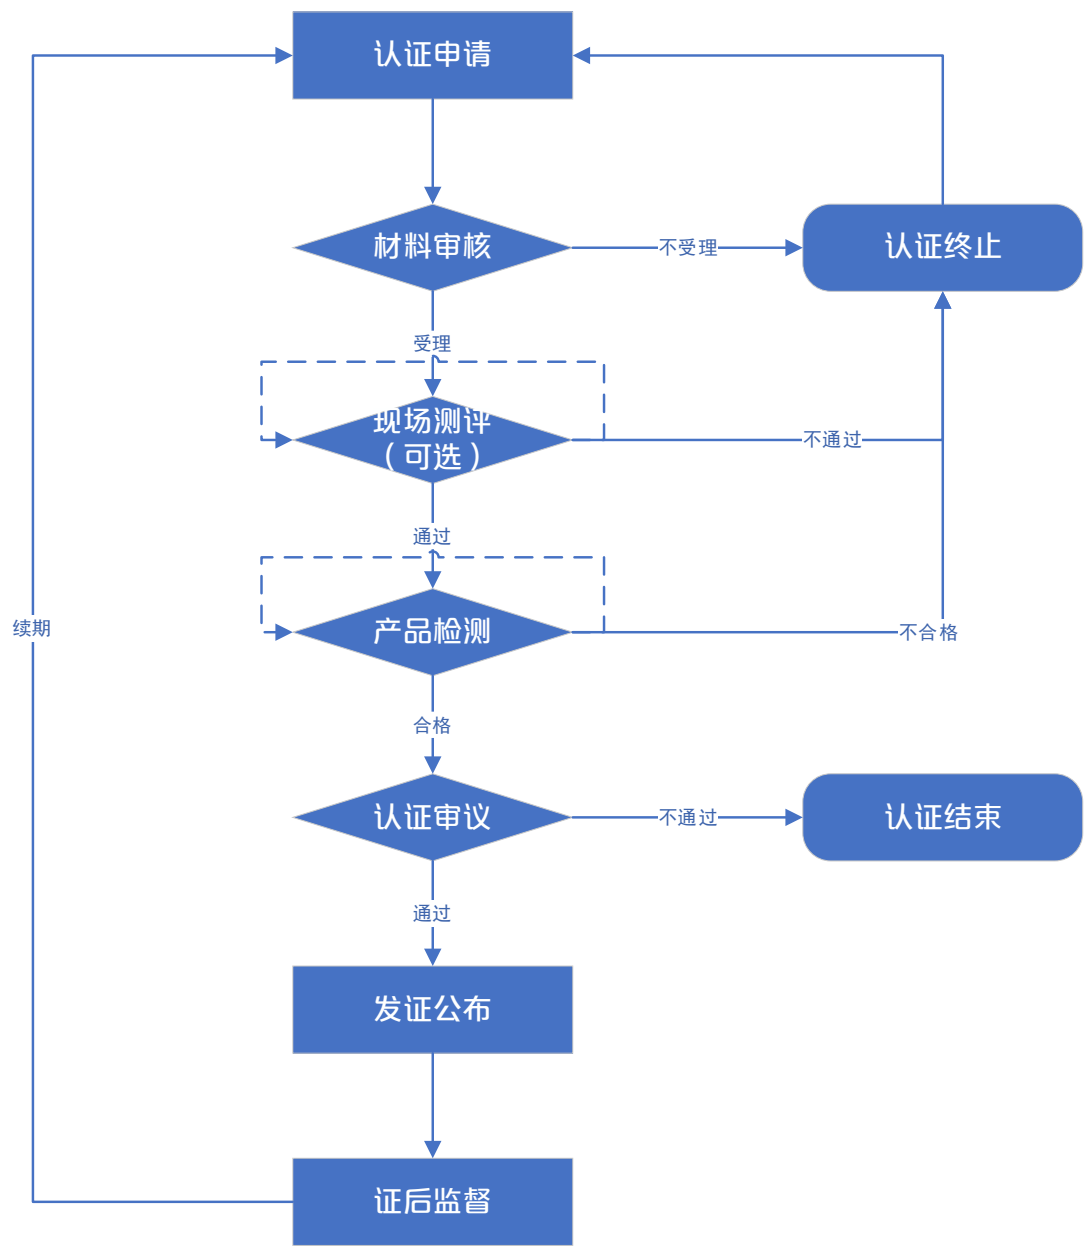 认证申请
材料审核
不受理
认证终止
受理
现场测评
（可选）
不通过
通过
续期
产品检测
不合格
合格
认证审议
不通过
认证结束
通过
发证公布
证后监督